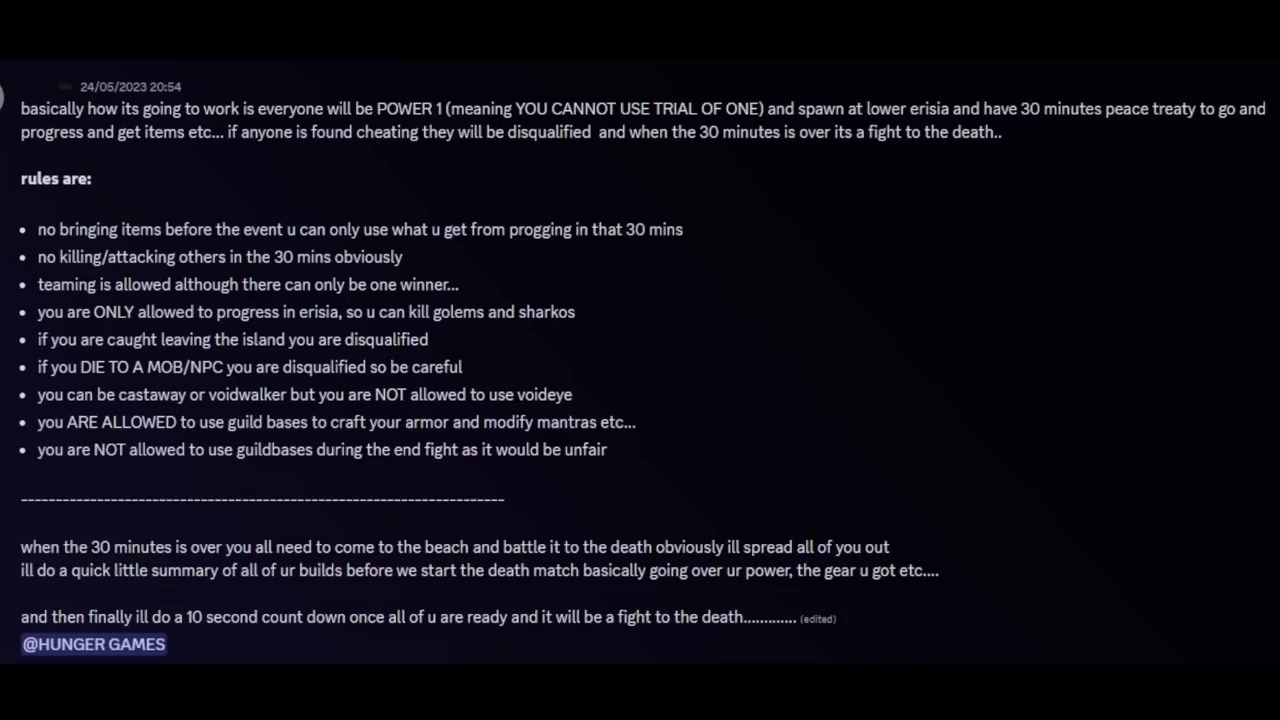 24/05/2023 20:54
basically how its going to work is everyone will be POWER 1 (meaning YOU CANNOT USE TRIAL OF ONE) and spawn at lower erisia and have 30 minutes peace treaty to go and
progress and get items etc... if anyone is found cheating they will be disqualified  and when the 30 minutes is over its a fight to the death..
rules are:
• no bringing items before the event u can only use what u get from progging in that 30 mins
• no killing/attacking others in the 30 mins obviously
• teaming is allowed although there can only be one winner...
• you are ONLY allowed to progress in erisia, so u can kill golems and sharkos
• if you are caught leaving the island you are disqualified
• if you DIE TO A MOB/NPC you are disqualified so be careful
• you can be castaway or voidwalker but you are NOT allowed to use voideye
• you ARE ALLOWED to use guild bases to craft your armor and modify mantras etc...
• you are NOT allowed to use guildbases during the end fight as it would be unfair
---------------------------------------------------------------------
when the 30 minutes is over you all need to come to the beach and battle it to the death obviously ill spread all of you out
ill do a quick little summary of all of ur builds before we start the death match basically going over ur power, the gear u got etc....
and then finally ill do a 10 second count down once all of u are ready and it will be a fight to the death............. (edited)
@HUNGER GAMES